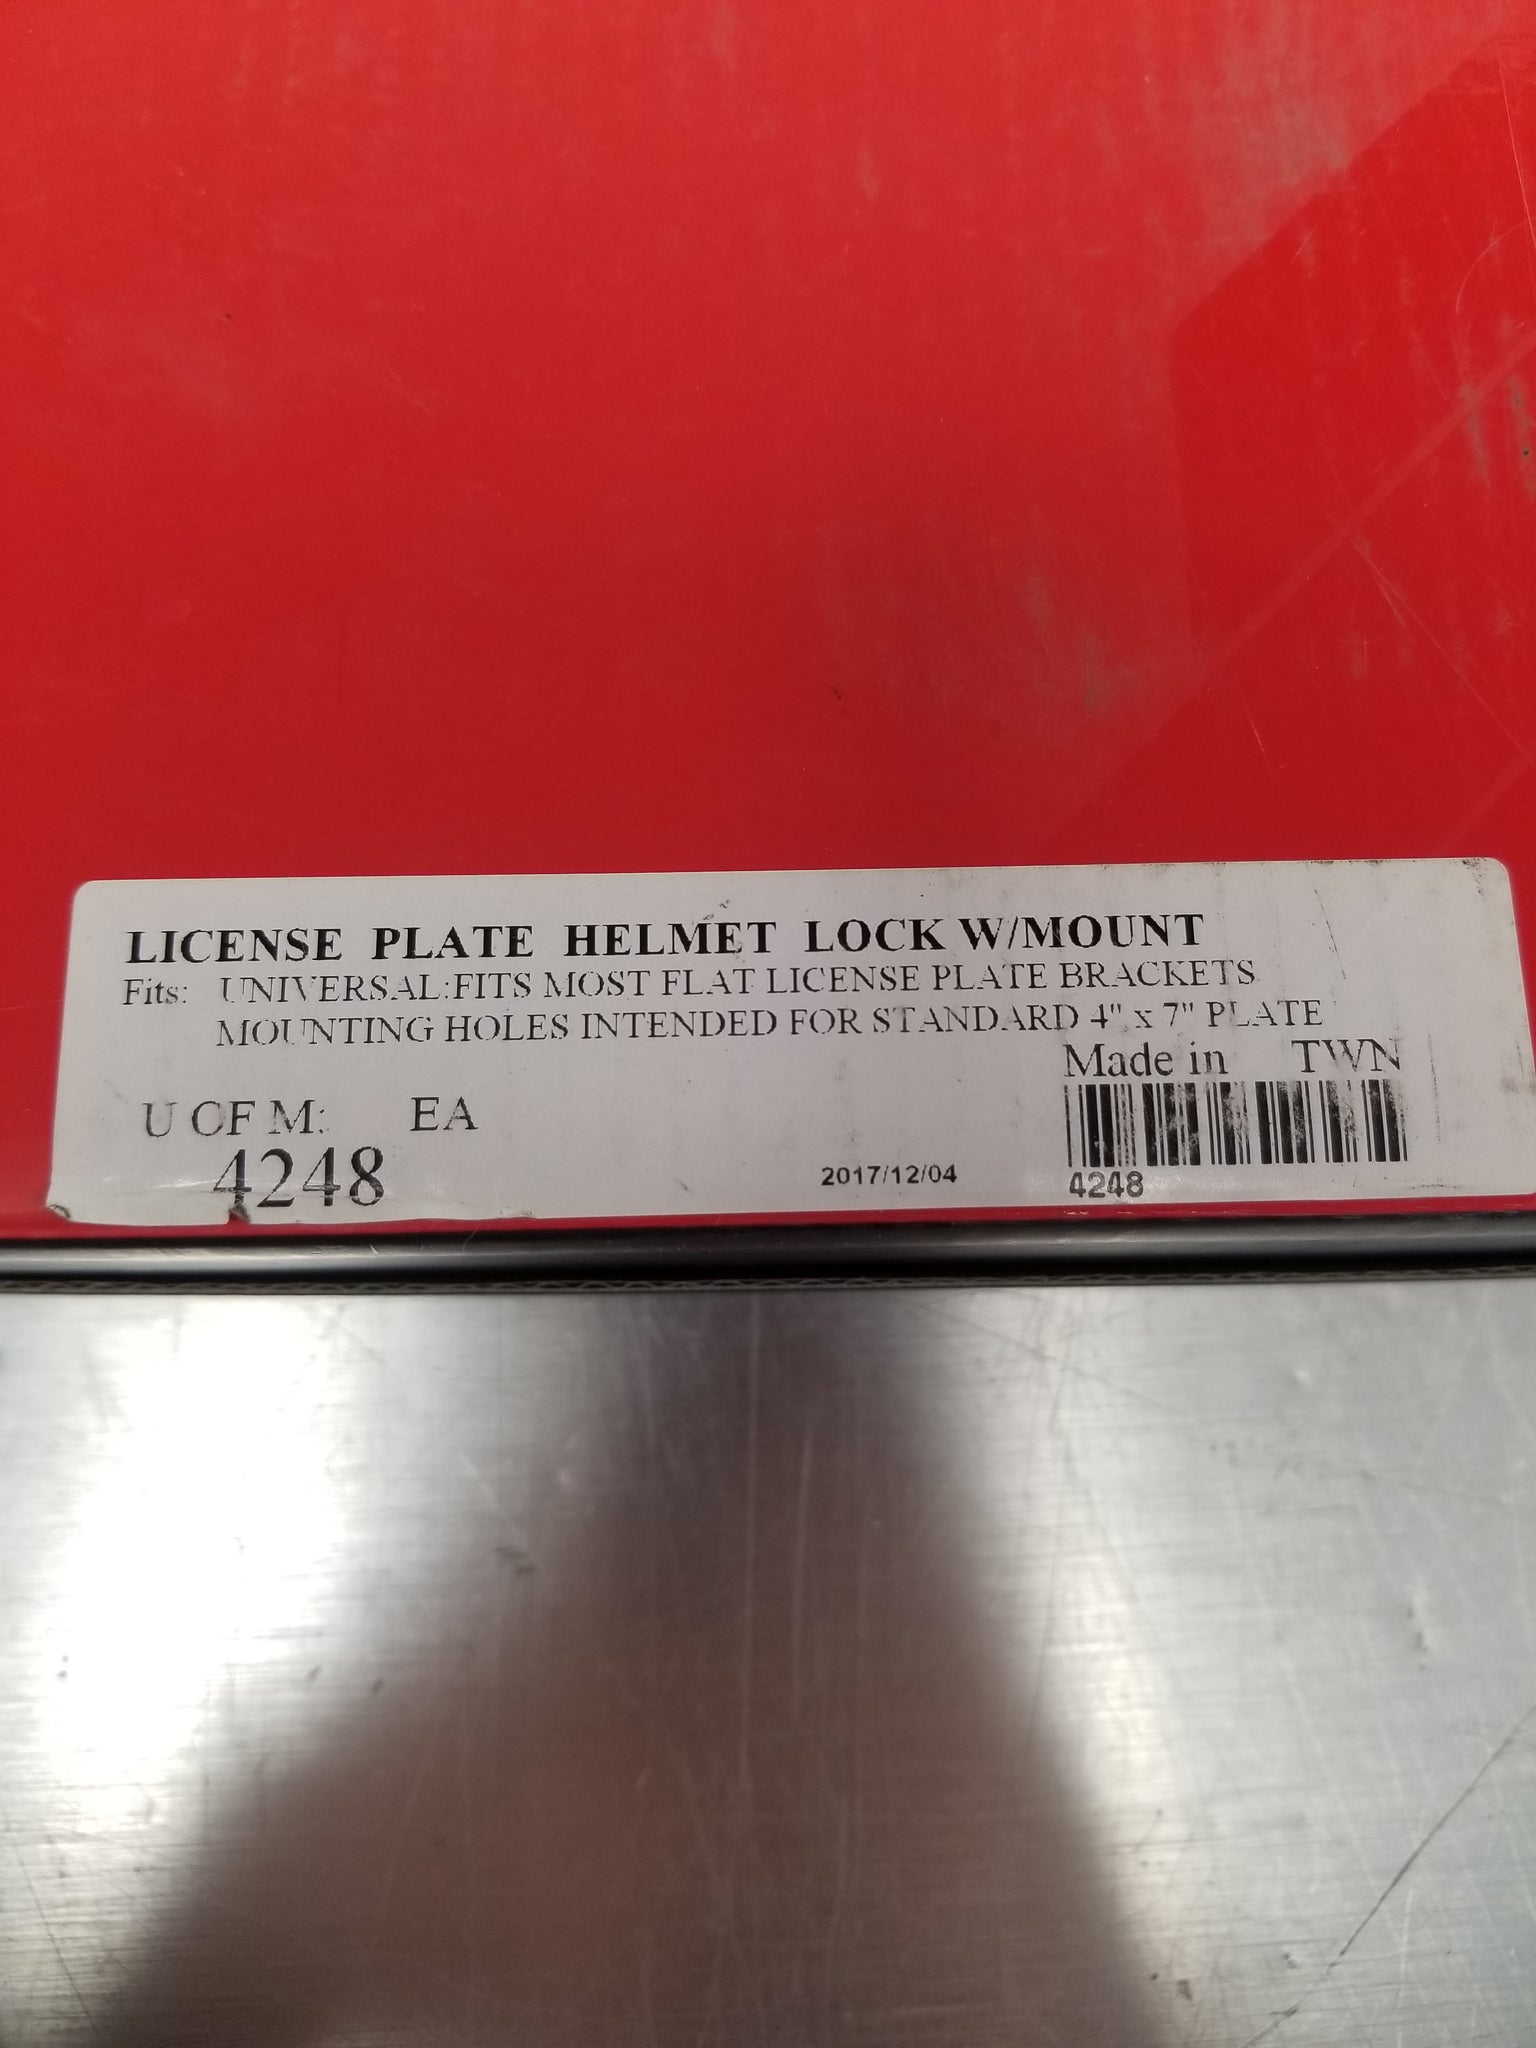 LICENSE PLATE HELMET LOCK W/MOUNT
Fits: UNIVERSAL:FITS MOST FLAT LICENSE PLATE BRACKETS
MOUNTING HOLES INTENDED FOR STANDARD 4" x 7" PLATE
Made in TWN
U OF M: EA
4248
2017/12/04
4248